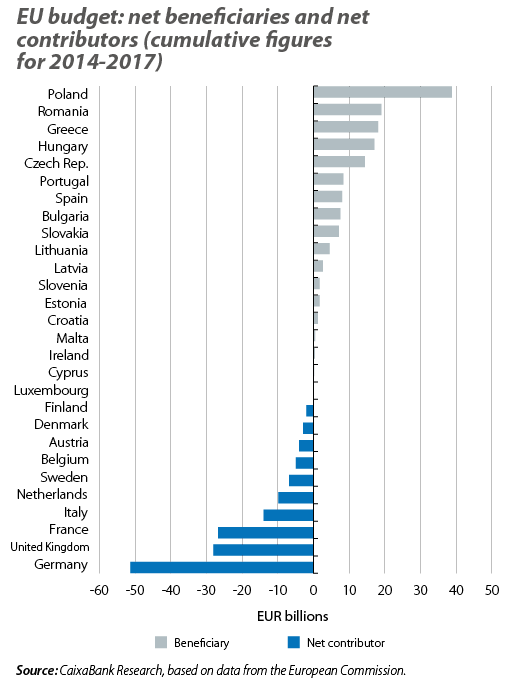 EU budget: net beneficiaries and net
contributors (cumulative figures
for 2014-2017)
Poland
Romania
Greece
Hungary
Czech Rep.
Portugal
Spain
Bulgaria
Slovakia
Lithuania
Latvia
Slovenia
Estonia
Croatia
Malta
Ireland
Cyprus
Luxembourg
Finland
Denmark
Austria
Belgium
Sweden
Netherlands
Italy
France
United Kingdom
Germany
-60 -50 -40 -30 -20 -10 0 10 20 30 40 50
EUR billions
Beneficiary Net contributor
Source: CaixaBank Research, based on data from the European Commission.